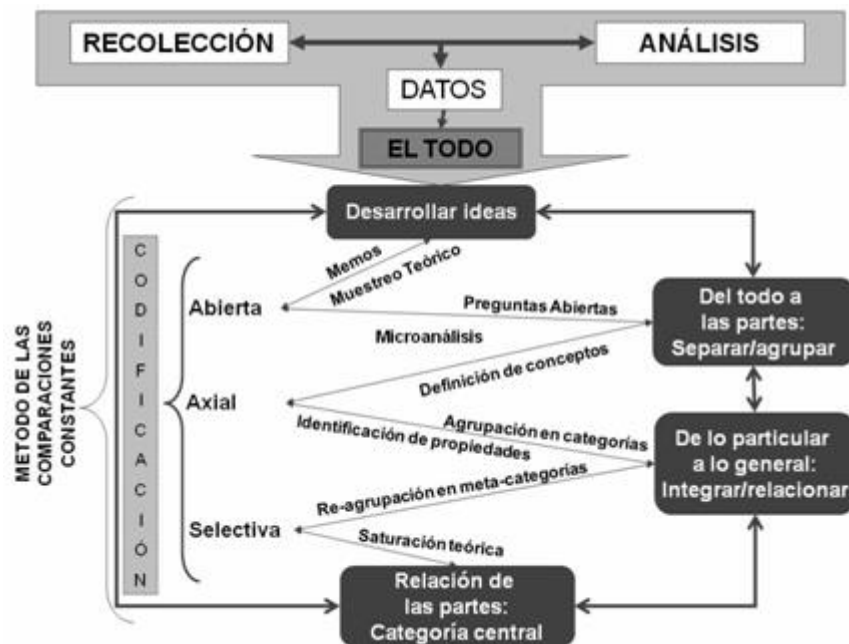 RECOLECCIÓN
ANÁLISIS
DATOS
EL TODO
Desarrollar ideas
METODO DE LAS
COMPARACIONES
CONSTANTES
CODIFICACIÓN
Abierta
Memos
Muestreo Teórico
Preguntas Abiertas
Microanálisis
Definición de conceptos
Del todo a
las partes:
Separar/agrupar
Axial
Agrupación en categorías
Identificación de propiedades
De lo particular
a lo general:
Integrar/relacionar
Re-agrupación en meta-categorías
Selectiva
Saturación teórica
Relación de
las partes:
Categoría central